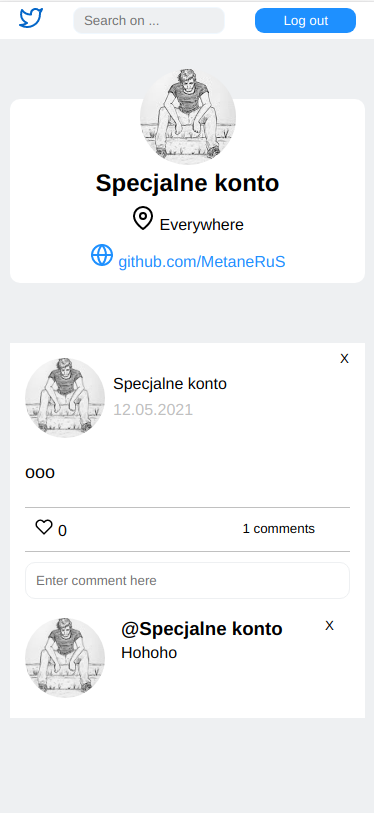 Search on ...
Log out
Specjalne konto
Everywhere
github.com/MetaneRuS
X
Specjalne konto
12.05.2021
ooo
0
1 comments
Enter comment here
@Specjalne konto
X
Hohoho